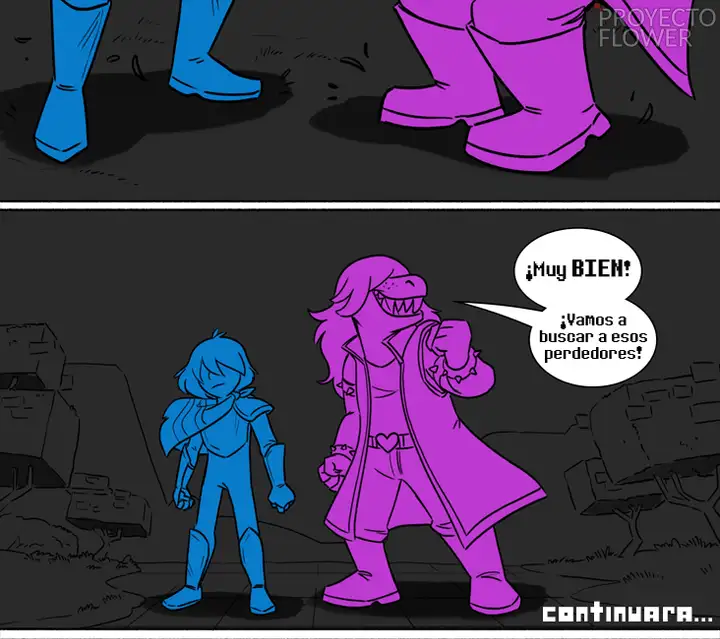 PROYECTO
FLOWER
¡Muy BIEN!
¡Vamos a
buscar a esos
perdedores!
continuara...